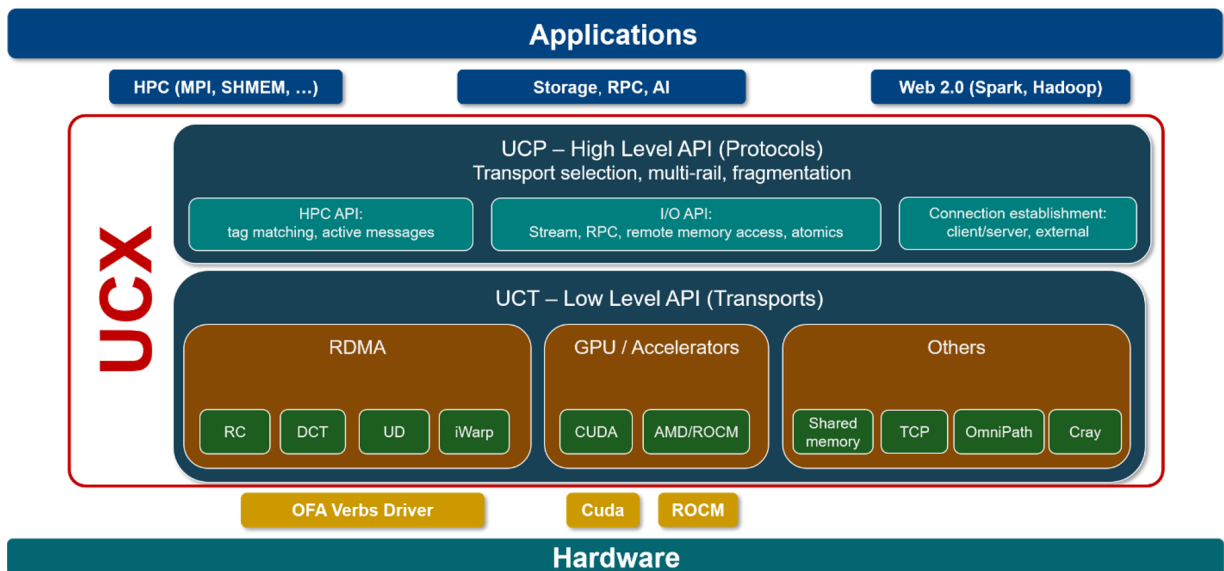 Applications
HPC (MPI, SHMEM, …)
Storage, RPC, AI
Web 2.0 (Spark, Hadoop)
UCX
UCP – High Level API (Protocols)
Transport selection, multi-rail, fragmentation
HPC API:
tag matching, active messages
I/O API:
Stream, RPC, remote memory access, atomics
Connection establishment:
client/server, external
UCT – Low Level API (Transports)
RDMA
RC
DCT
UD
iWarp
GPU / Accelerators
CUDA
AMD/ROCM
Others
Shared
memory
TCP
OmniPath
Cray
OFA Verbs Driver
Cuda
ROCM
Hardware